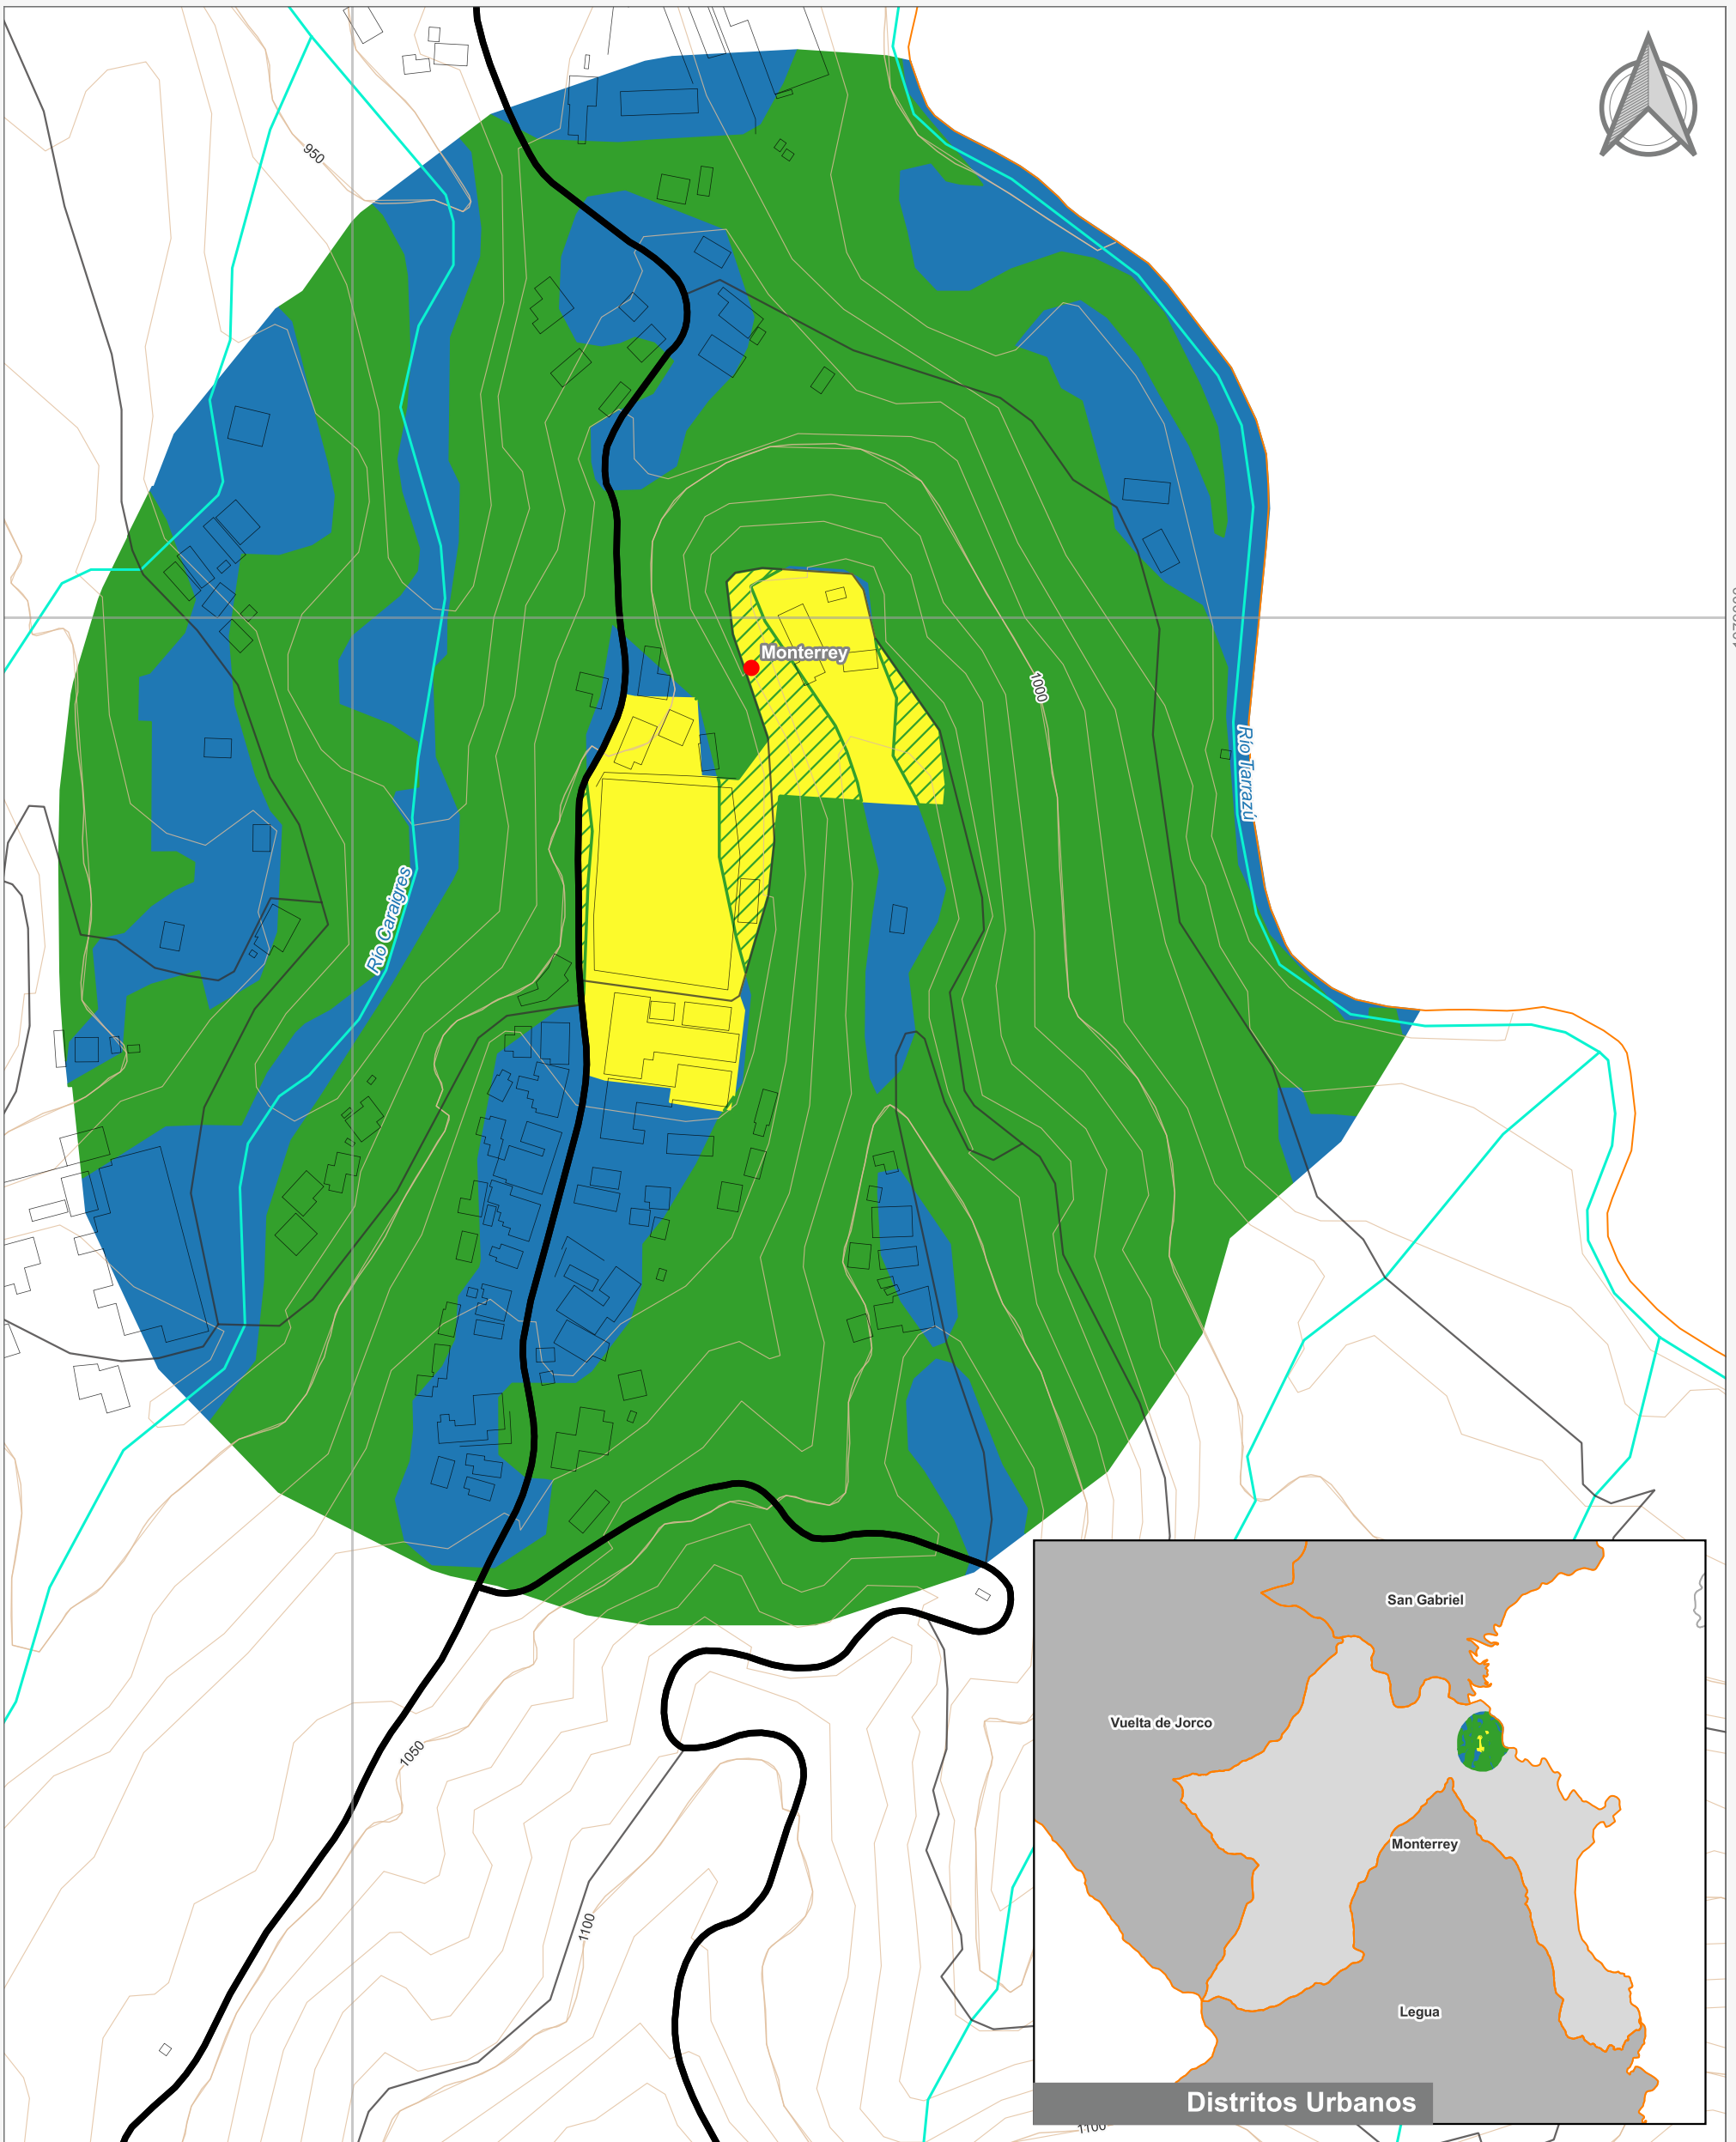 950
Monterrey
1000
Río Tarrazú
Río Caraigres
San Gabriel
Vuelta de Jorco
1050
Monterrey
1100
Legua
Distritos Urbanos
1100